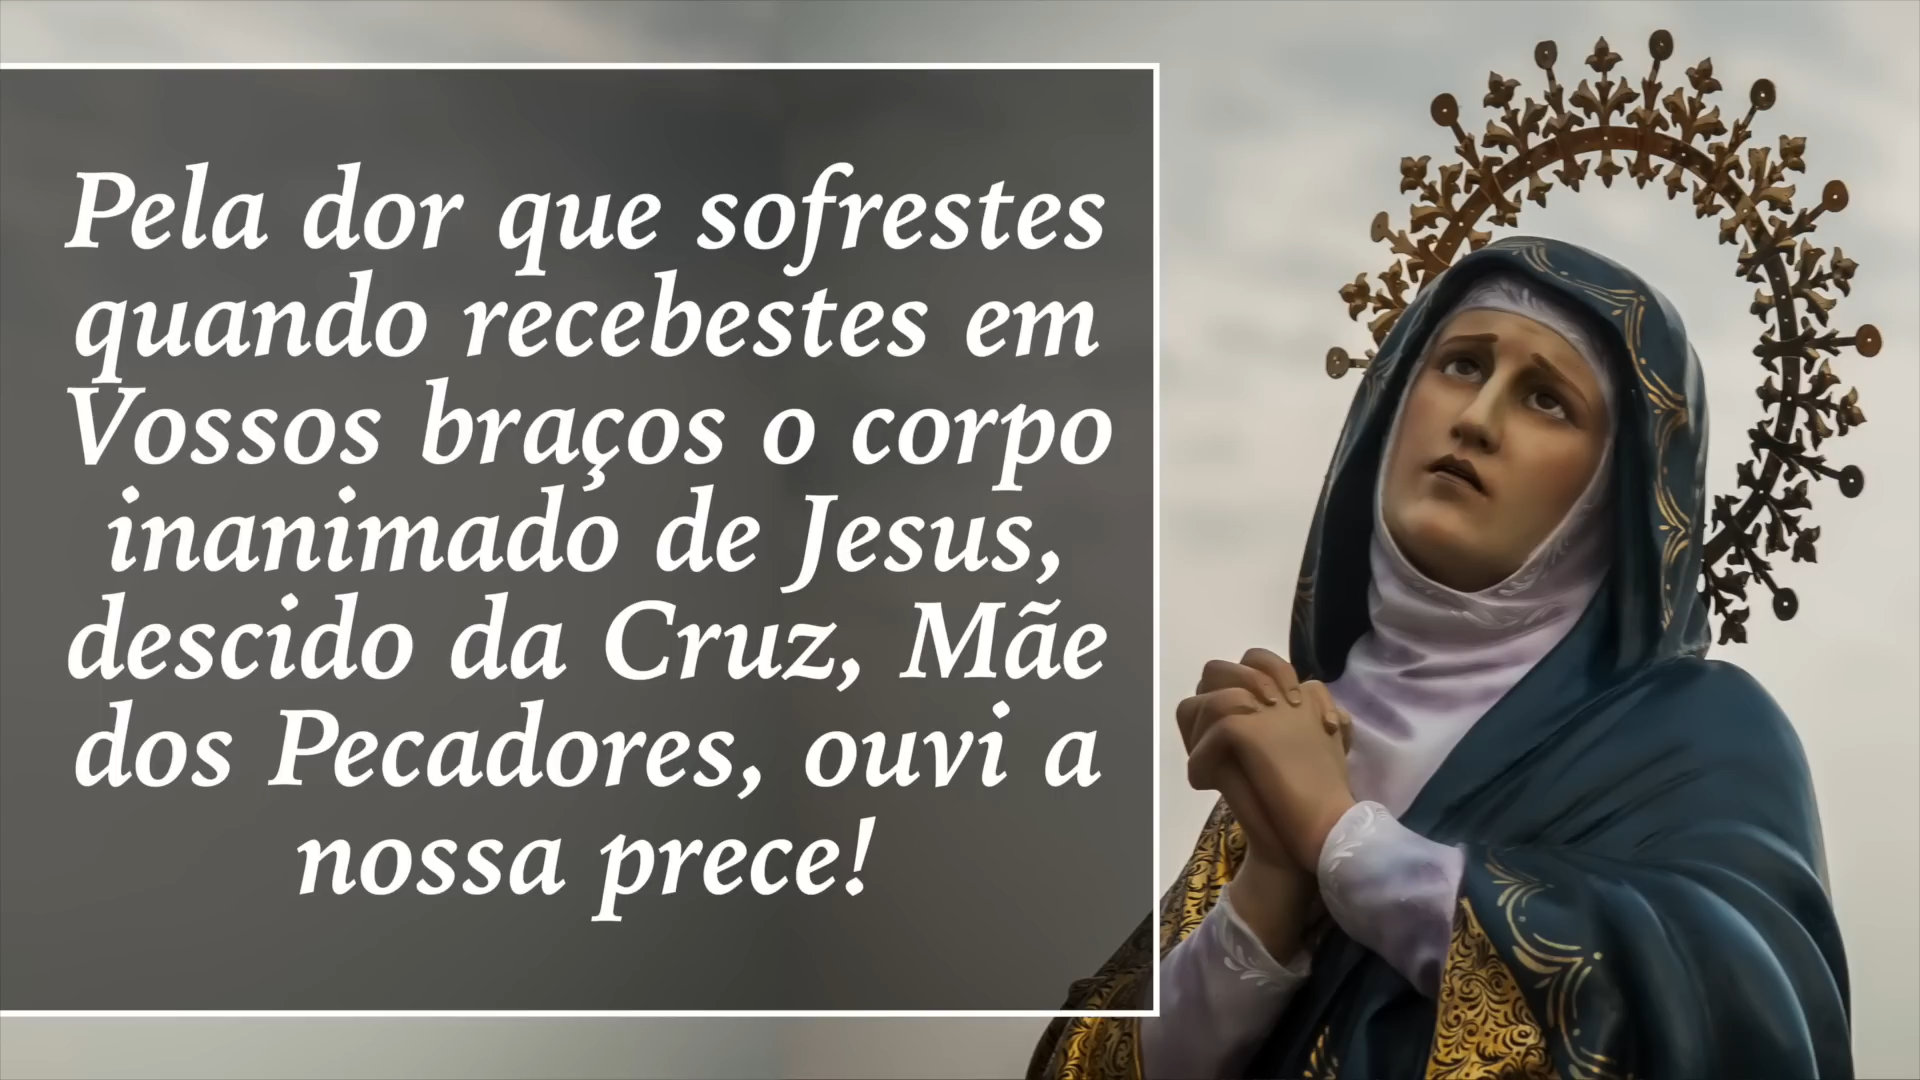 Pela dor que sofrestes
quando recebestes em
Vossos braços o corpo
inanimado de Jesus,
descido da Cruz, Mãe
dos Pecadores, ouvi a
nossa prece!